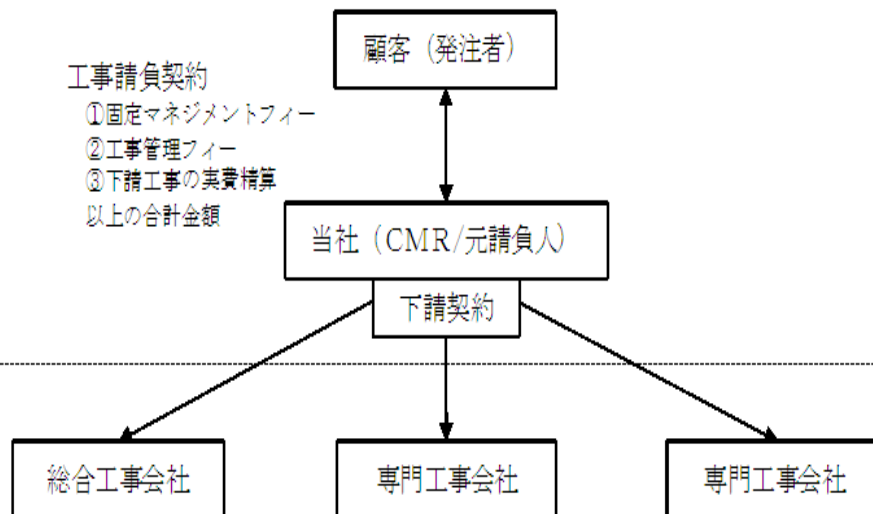 顧客（発注者）
工事請負契約
①固定マネジメントフィー
②工事管理フィー
③下請工事の実費精算
以上の合計金額
当社（CMR/元請負人）
下請契約
総合工事会社
専門工事会社
専門工事会社